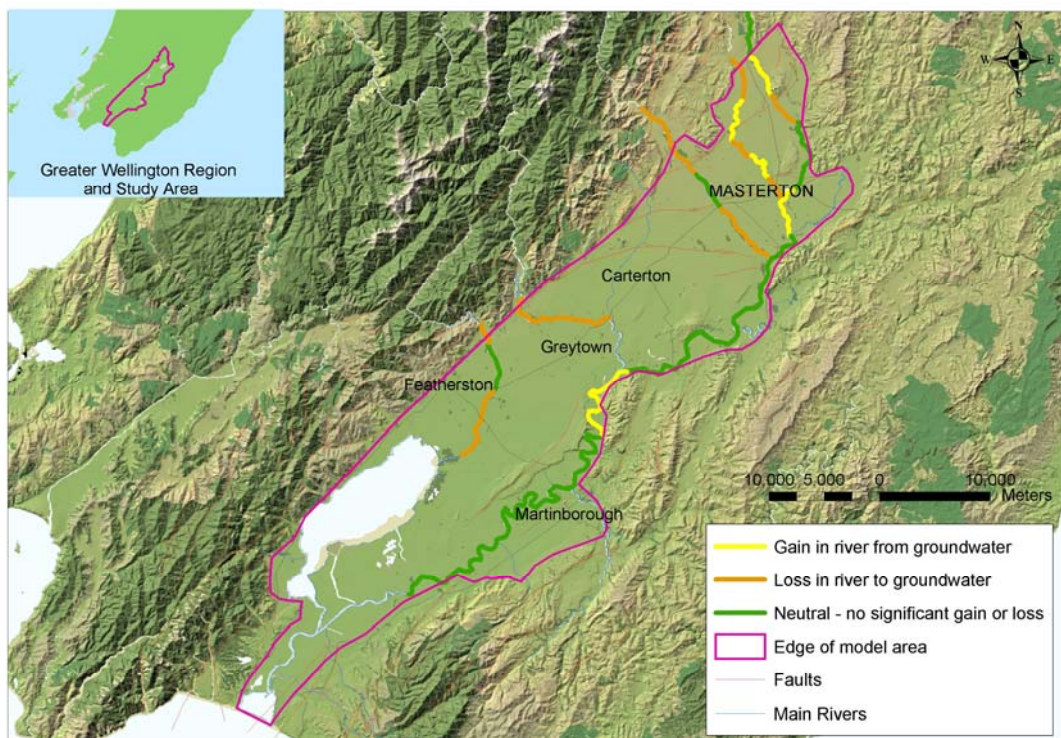 Greater Wellington Region
and Study Area
N
W E
S
MASTERTON
Carterton
Greytown
Featherston
Martinborough
10,000 5,000 0 10,000
Meters
Gain in river from groundwater
Loss in river to groundwater
Neutral - no significant gain or loss
Edge of model area
Faults
Main Rivers